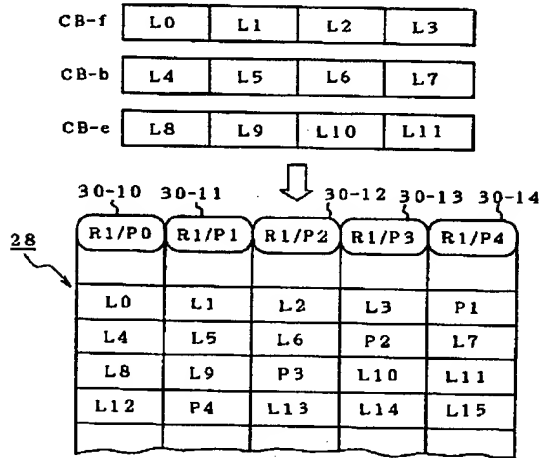 CB-f L0 L1 L2 L3
CB-b L4 L5 L6 L7
CB-e L8 L9 L10 L11
30-10 30-11 30-12 30-13 30-14
R1/P0 R1/P1 R1/P2 R1/P3 R1/P4
28
L0 L1 L2 L3 P1
L4 L5 L6 P2 L7
L8 L9 P3 L10 L11
L12 P4 L13 L14 L15